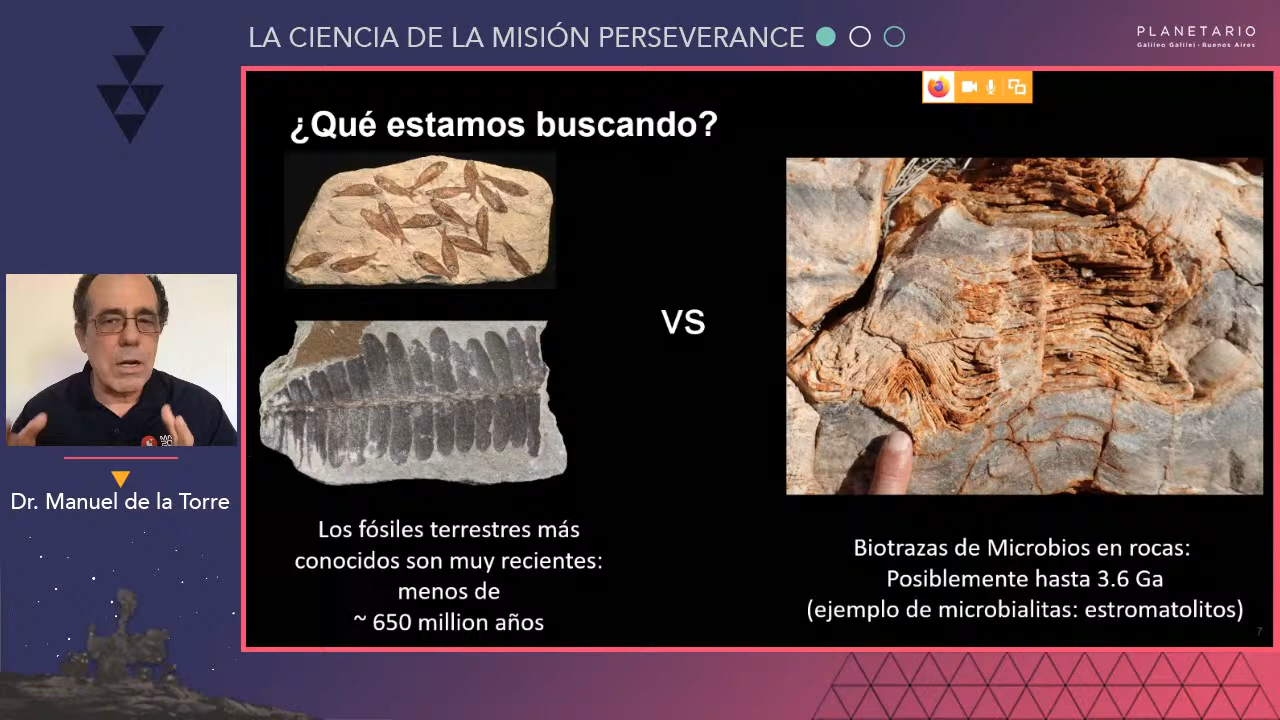 LA CIENCIA DE LA MISIÓN PERSEVERANCE
PLANETARIO
Galileo Galilei · Buenos Aires
¿Qué estamos buscando?
vs
Dr. Manuel de la Torre
Los fósiles terrestres más
conocidos son muy recientes:
menos de
~ 650 million años
Biotrazas de Microbios en rocas:
Posiblemente hasta 3.6 Ga
(ejemplo de microbialitas: estromatolitos)
7